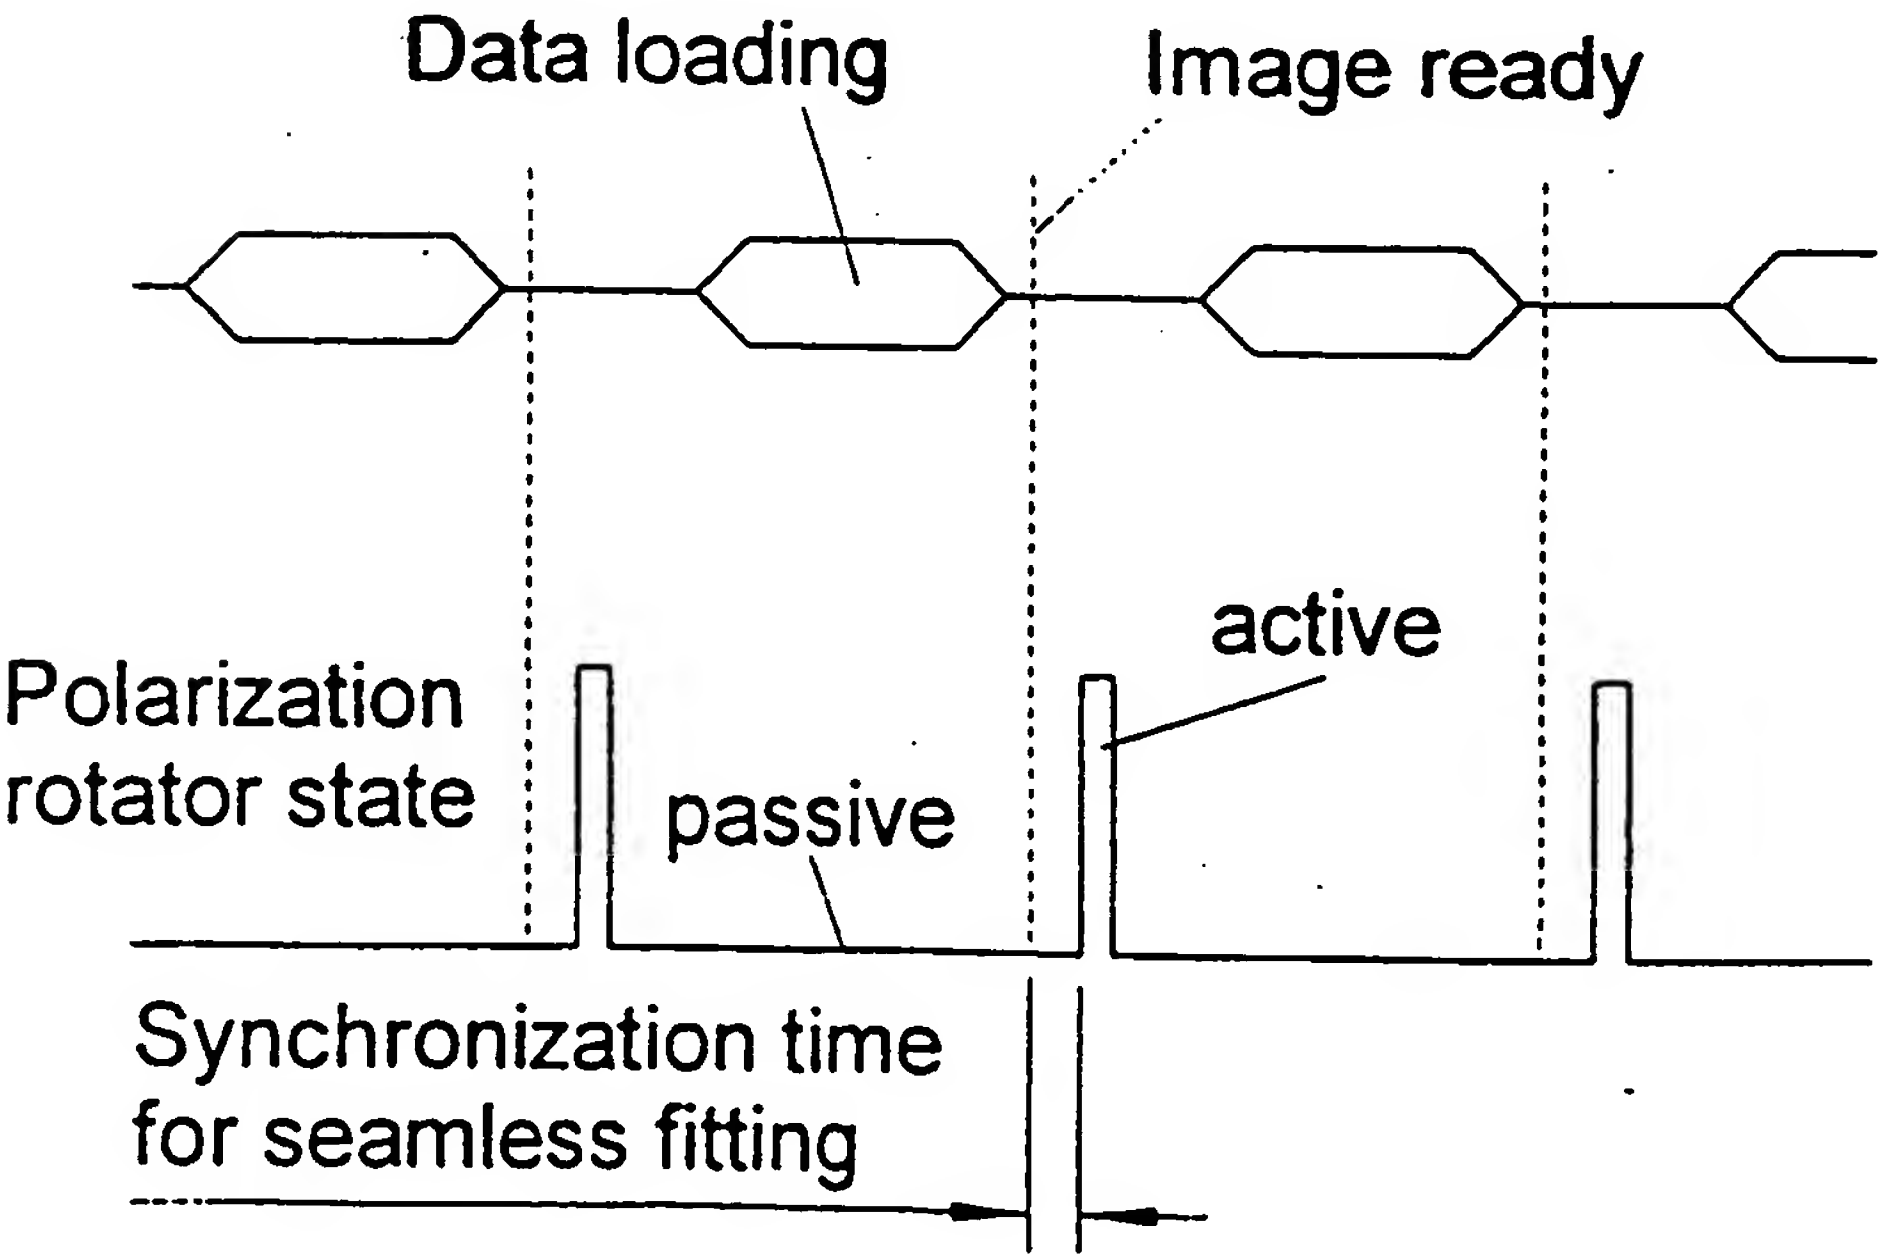 Data loading
Image ready
active
Polarization
rotator state
passive
Synchronization time
for seamless fitting